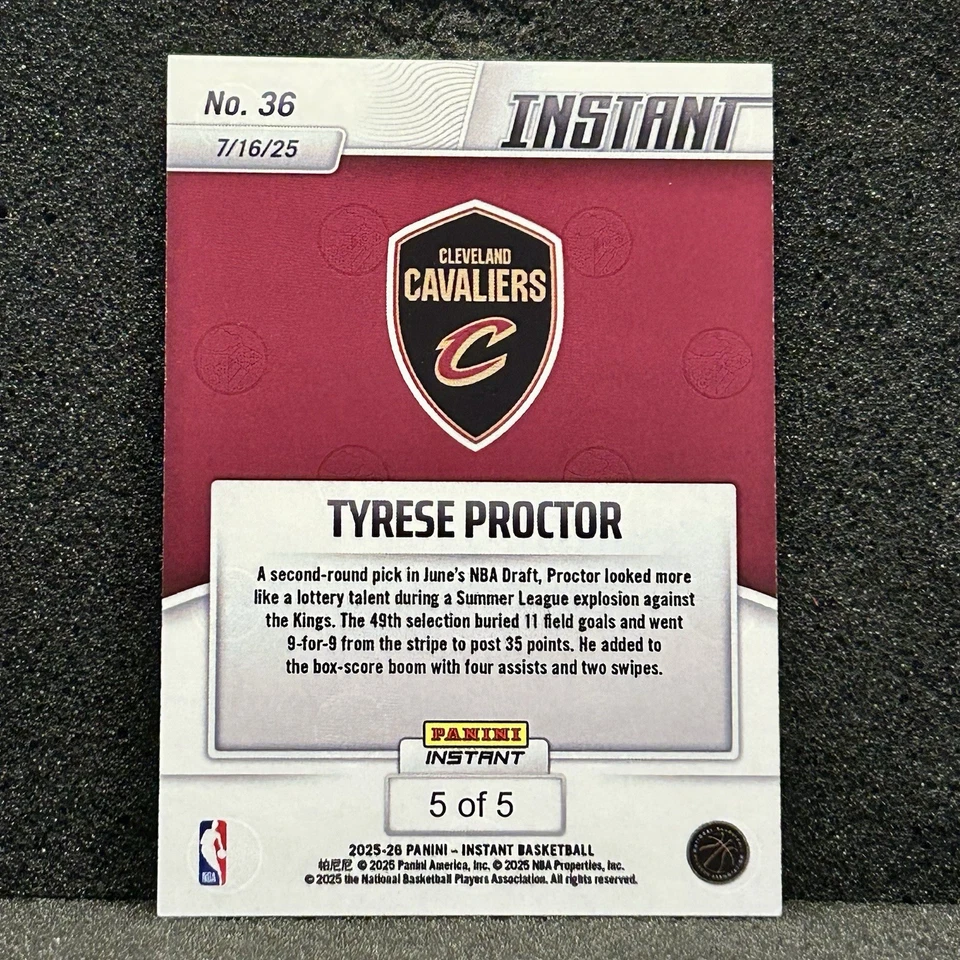 No. 36
INSTANT
7/16/25
CLEVELAND
CAVALIERS
C
TYRESE PROCTOR
A second-round pick in June's NBA Draft, Proctor looked more
like a lottery talent during a Summer League explosion against
the Kings. The 49th selection buried 11 field goals and went
9-for-9 from the stripe to post 35 points. He added to
the box-score boom with four assists and two swipes.
PANINI
INSTANT
5 of 5
2025-26 PANINI – INSTANT BASKETBALL
帕尼尼 © 2025 Panini America, Inc. © 2025 NBA Properties, Inc.
© 2025 the National Basketball Players Association. All rights reserved.
NBA